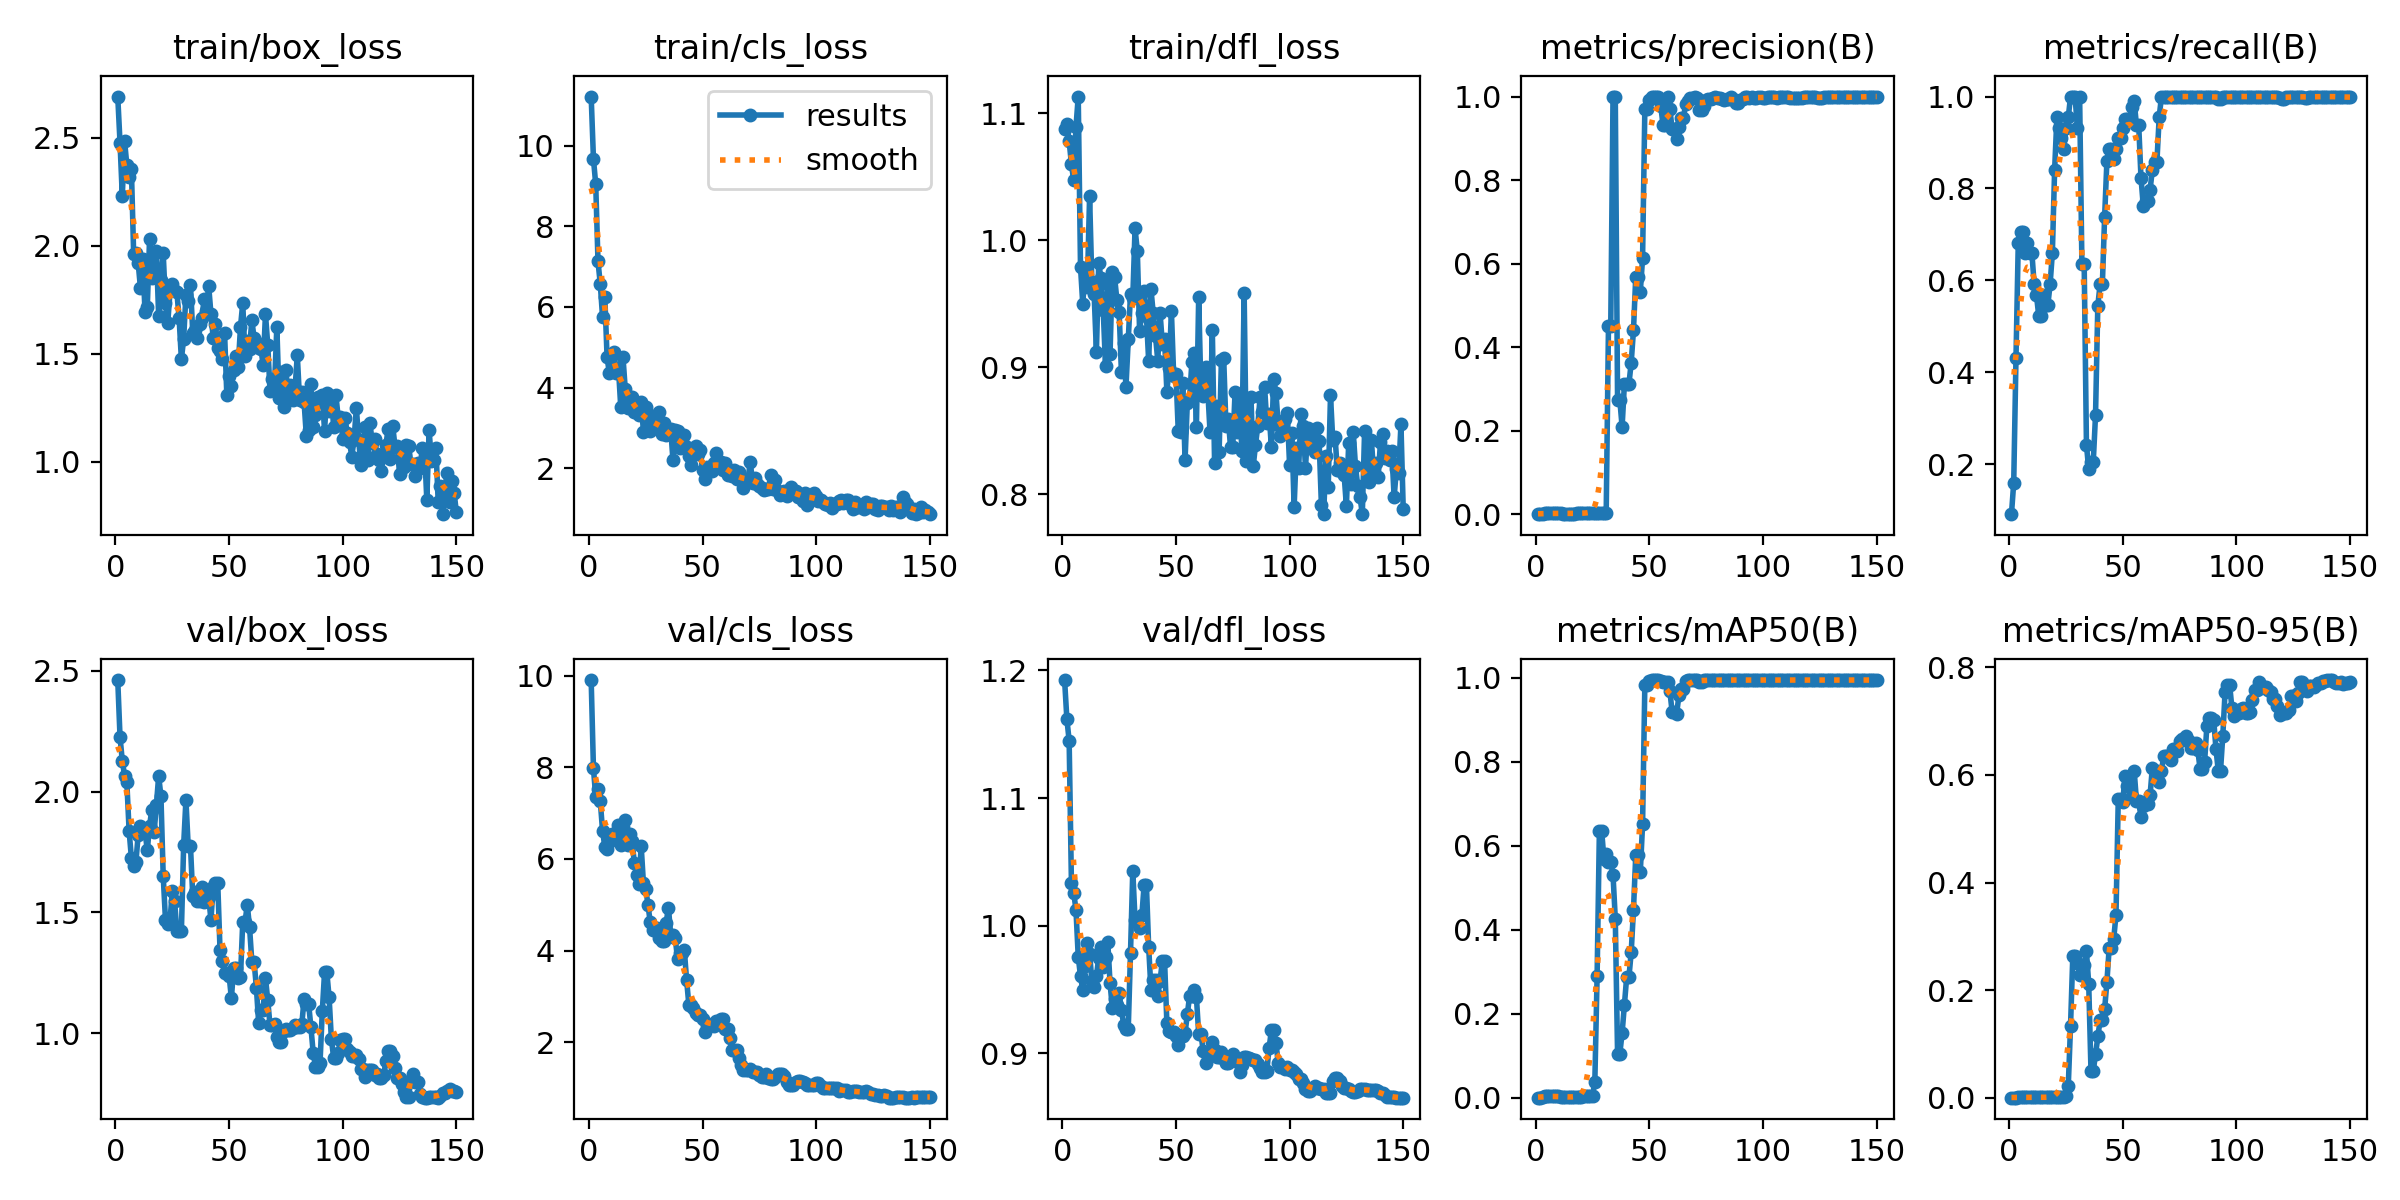 train/box_loss
train/cls_loss
train/dfl_loss
metrics/precision(B)
metrics/recall(B)
2.5
2.0
1.5
1.0
0 50 100 150
10
8
6
4
2
results
smooth
0 50 100 150
1.1
1.0
0.9
0.8
0 50 100 150
1.0
0.8
0.6
0.4
0.2
0.0
0 50 100 150
1.0
0.8
0.6
0.4
0.2
0 50 100 150
val/box_loss
val/cls_loss
val/dfl_loss
metrics/mAP50(B)
metrics/mAP50-95(B)
2.5
2.0
1.5
1.0
0 50 100 150
10
8
6
4
2
0 50 100 150
1.2
1.1
1.0
0.9
0 50 100 150
1.0
0.8
0.6
0.4
0.2
0.0
0 50 100 150
0.8
0.6
0.4
0.2
0.0
0 50 100 150